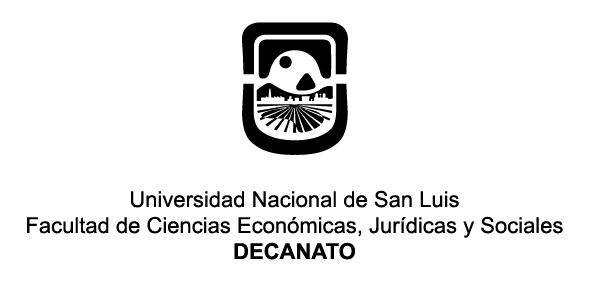 Universidad Nacional de San Luis
Facultad de Ciencias Económicas, Jurídicas y Sociales
DECANATO